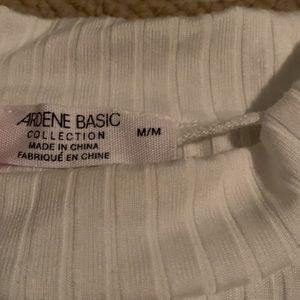 ARDENE BASIC
COLLECTION
MADE IN CHINA
FABRIQUÉ EN CHINE
M/M